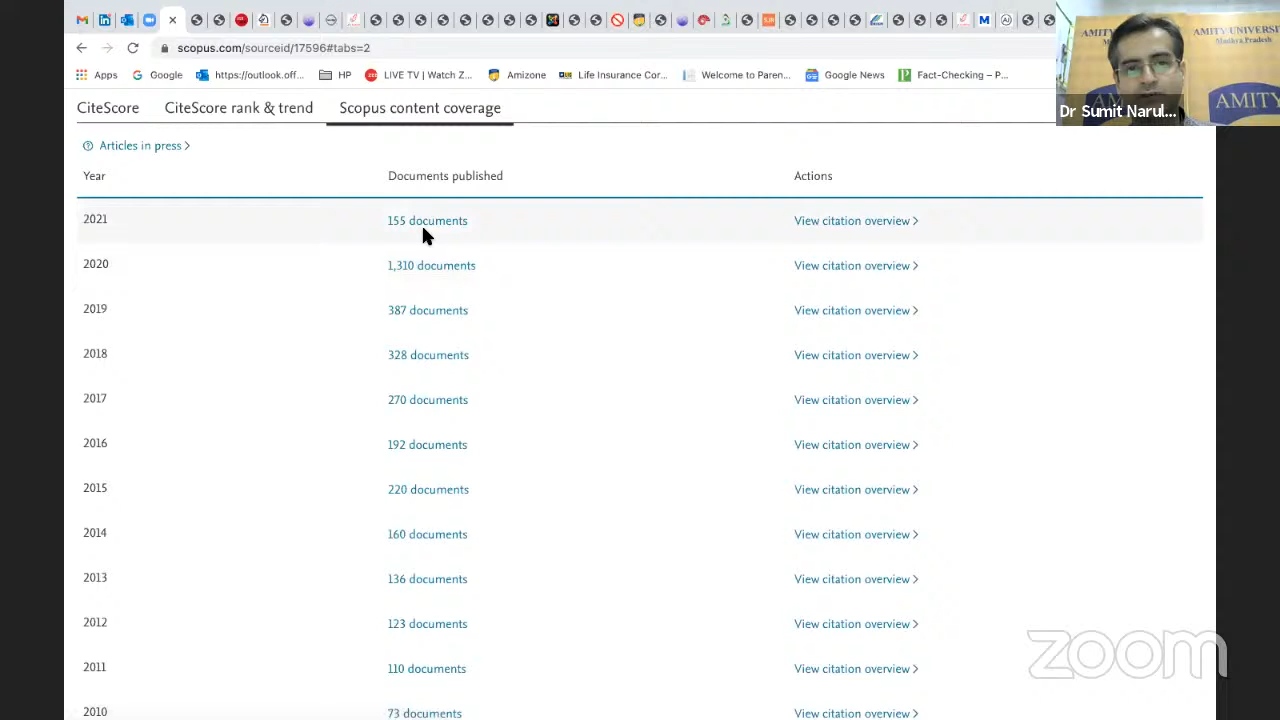 scopus.com/sourceid/17596#tabs=2
Apps Google https://outlook.off... HP LIVE TV | Watch Z... Amizone Life Insurance Cor... Welcome to Paren... Google News Fact-Checking – P...
CiteScore CiteScore rank & trend Scopus content coverage
Articles in press
Year Documents published Actions
2021 155 documents View citation overview
2020 1,310 documents View citation overview
2019 387 documents View citation overview
2018 328 documents View citation overview
2017 270 documents View citation overview
2016 192 documents View citation overview
2015 220 documents View citation overview
2014 160 documents View citation overview
2013 136 documents View citation overview
2012 123 documents View citation overview
2011 110 documents View citation overview
2010 73 documents View citation overview
AMITY UNIVERSI
Madhya Pradesh
AMITY
Dr Sumit Narul...
zoom